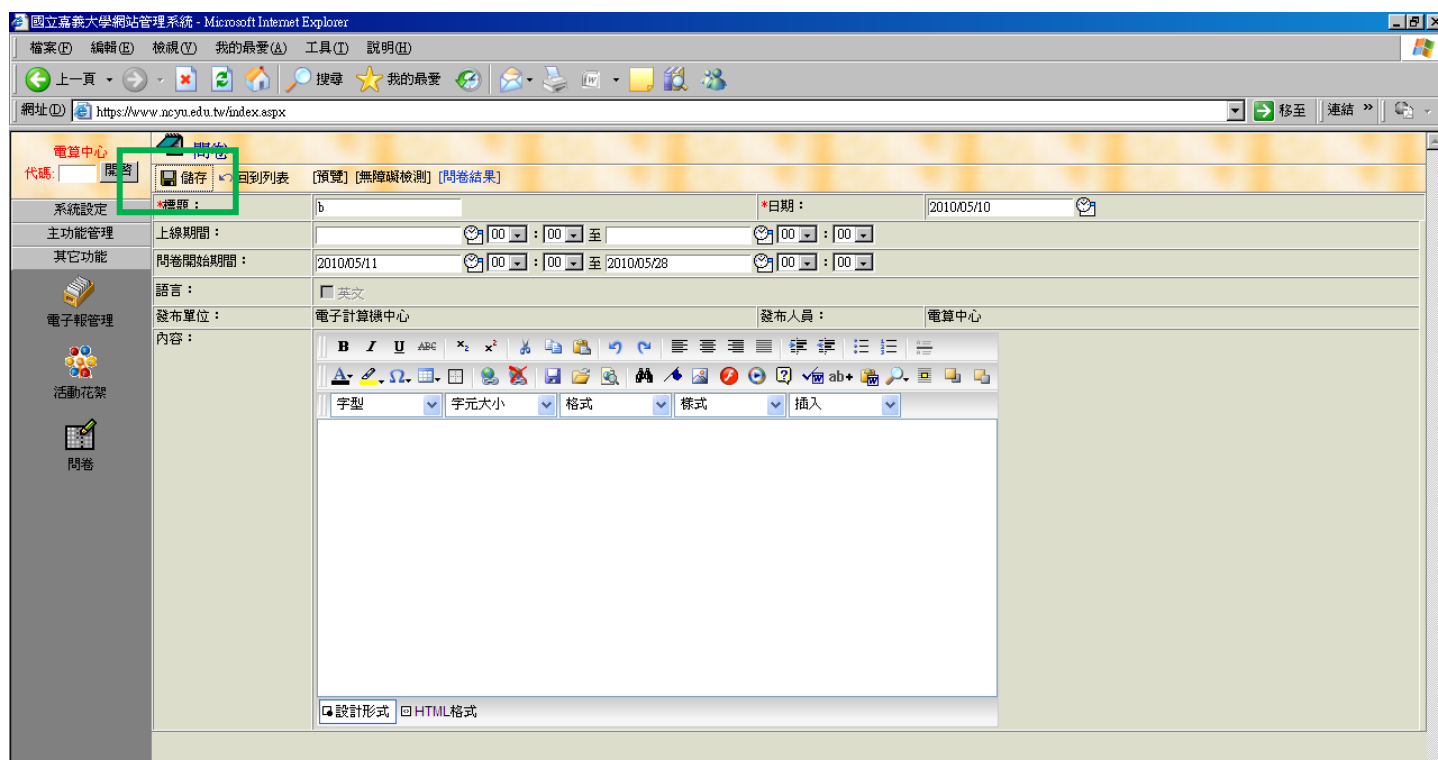 國立嘉義大學網站管理系統 - Microsoft Internet Explorer
檔案(F) 編輯(E) 檢視(V) 我的最愛(A) 工具(T) 說明(H)
上一頁 搜尋 我的最愛
網址(D) https://www.ncyu.edu.tw/index.aspx 移至 連結 »
電算中心 問卷
代碼: 開啓 儲存 回到列表 [預覽] [無障礙檢測] [問卷結果]
系統設定 *標題： b *日期： 2010/05/10
主功能管理 上線期間： 00 : 00 至 00 : 00
其它功能 問卷開始期間： 2010/05/11 00 : 00 至 2010/05/28 00 : 00
語言： 英文
電子報管理 發布單位： 電子計算機中心 發布人員： 電算中心
內容：
B I U ABC x₂ x²
A Ω ab+
活動花絮 字型 字元大小 格式 樣式 插入
問卷
設計形式 HTML格式